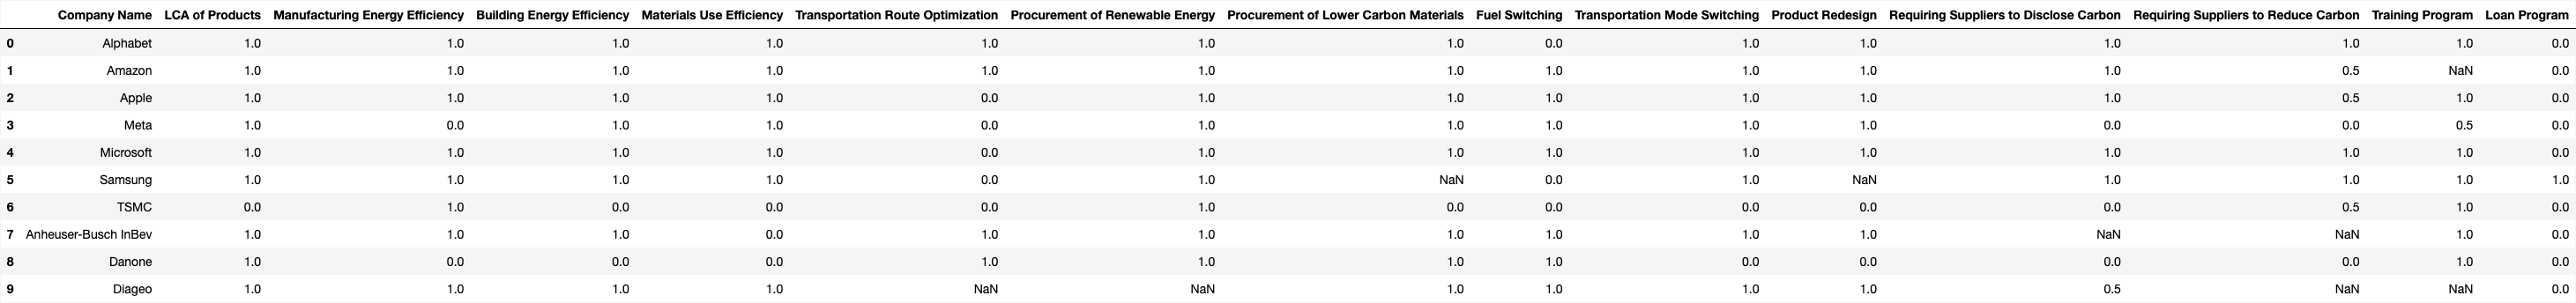 Company Name LCA of Products Manufacturing Energy Efficiency Building Energy Efficiency Materials Use Efficiency Transportation Route Optimization Procurement of Renewable Energy Procurement of Lower Carbon Materials Fuel Switching Transportation Mode Switching Product Redesign Requiring Suppliers to Disclose Carbon Requiring Suppliers to Reduce Carbon Training Program Loan Program
0 Alphabet 1.0 1.0 1.0 1.0 1.0 1.0 1.0 0.0 1.0 1.0 1.0 1.0 1.0 0.0
1 Amazon 1.0 1.0 1.0 1.0 1.0 1.0 1.0 1.0 1.0 1.0 1.0 0.5 NaN 0.0
2 Apple 1.0 1.0 1.0 1.0 0.0 1.0 1.0 1.0 1.0 1.0 1.0 0.5 1.0 0.0
3 Meta 1.0 0.0 1.0 1.0 0.0 1.0 1.0 1.0 1.0 1.0 0.0 0.0 0.5 0.0
4 Microsoft 1.0 1.0 1.0 1.0 0.0 1.0 1.0 1.0 1.0 1.0 1.0 1.0 1.0 0.0
5 Samsung 1.0 1.0 1.0 1.0 0.0 1.0 NaN 0.0 1.0 NaN 1.0 1.0 1.0 1.0
6 TSMC 0.0 1.0 0.0 0.0 0.0 1.0 0.0 0.0 0.0 0.0 0.0 0.5 1.0 0.0
7 Anheuser-Busch InBev 1.0 1.0 1.0 0.0 1.0 1.0 1.0 1.0 1.0 1.0 NaN NaN 1.0 0.0
8 Danone 1.0 0.0 0.0 0.0 1.0 1.0 1.0 1.0 0.0 0.0 0.0 0.0 1.0 0.0
9 Diageo 1.0 1.0 1.0 1.0 NaN NaN 1.0 1.0 1.0 1.0 0.5 NaN NaN 0.0